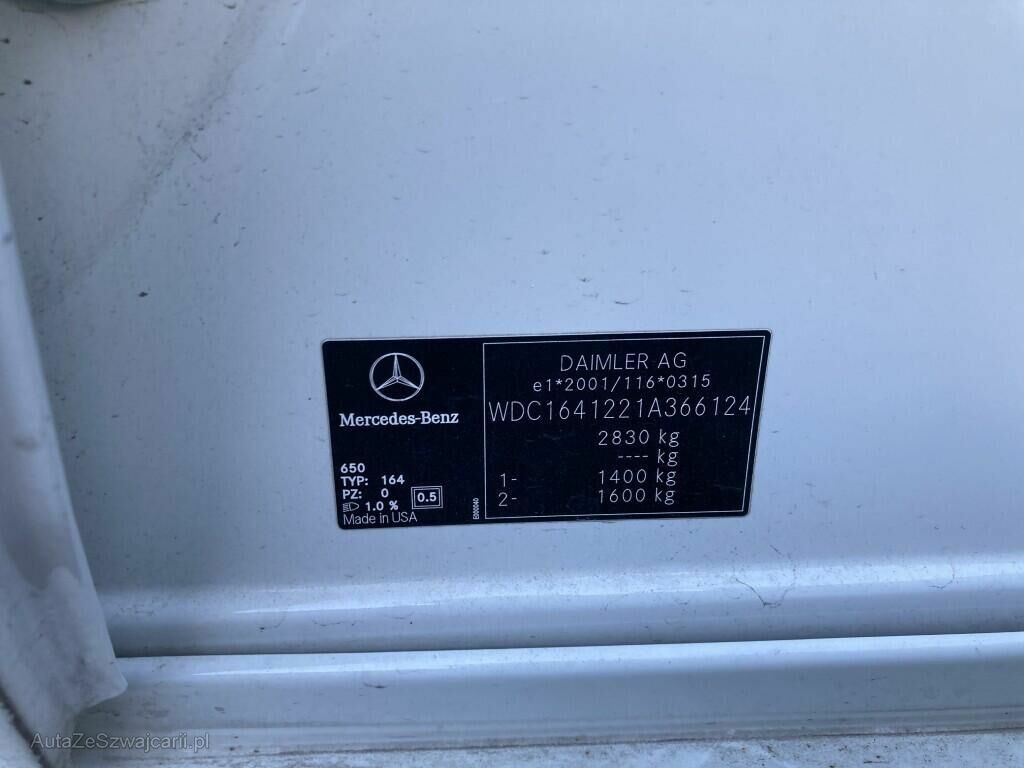 DAIMLER AG
e1*2001/116*0315
WDC1641221A366124
2830 kg
---- kg
1- 1400 kg
2- 1600 kg
Mercedes-Benz
650
TYP: 164
PZ: 0
1.0 %
0.5
Made in USA
E000040
AutaZeSzwajcarii.pl